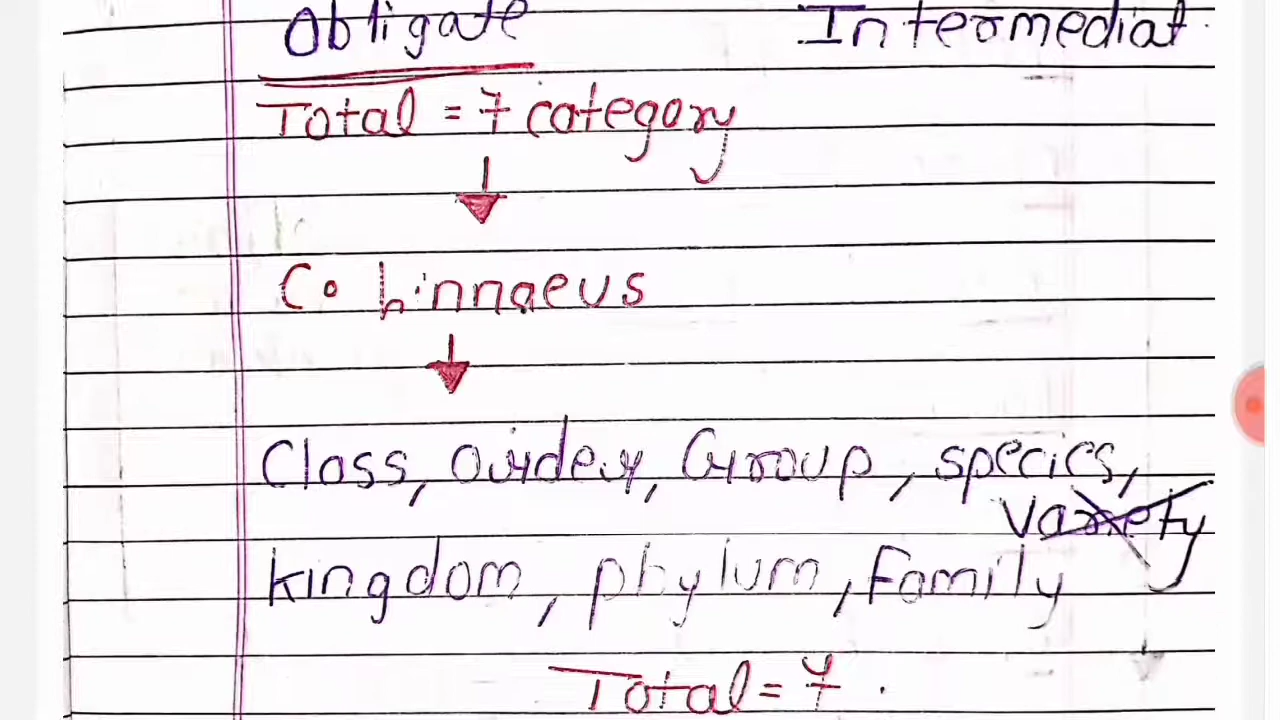 Obligate Intermediat.
Total = 7 category
C. Linnaeus
Class, Order, Group, species,
Variety
kingdom, phylum, Family
Total = 7.